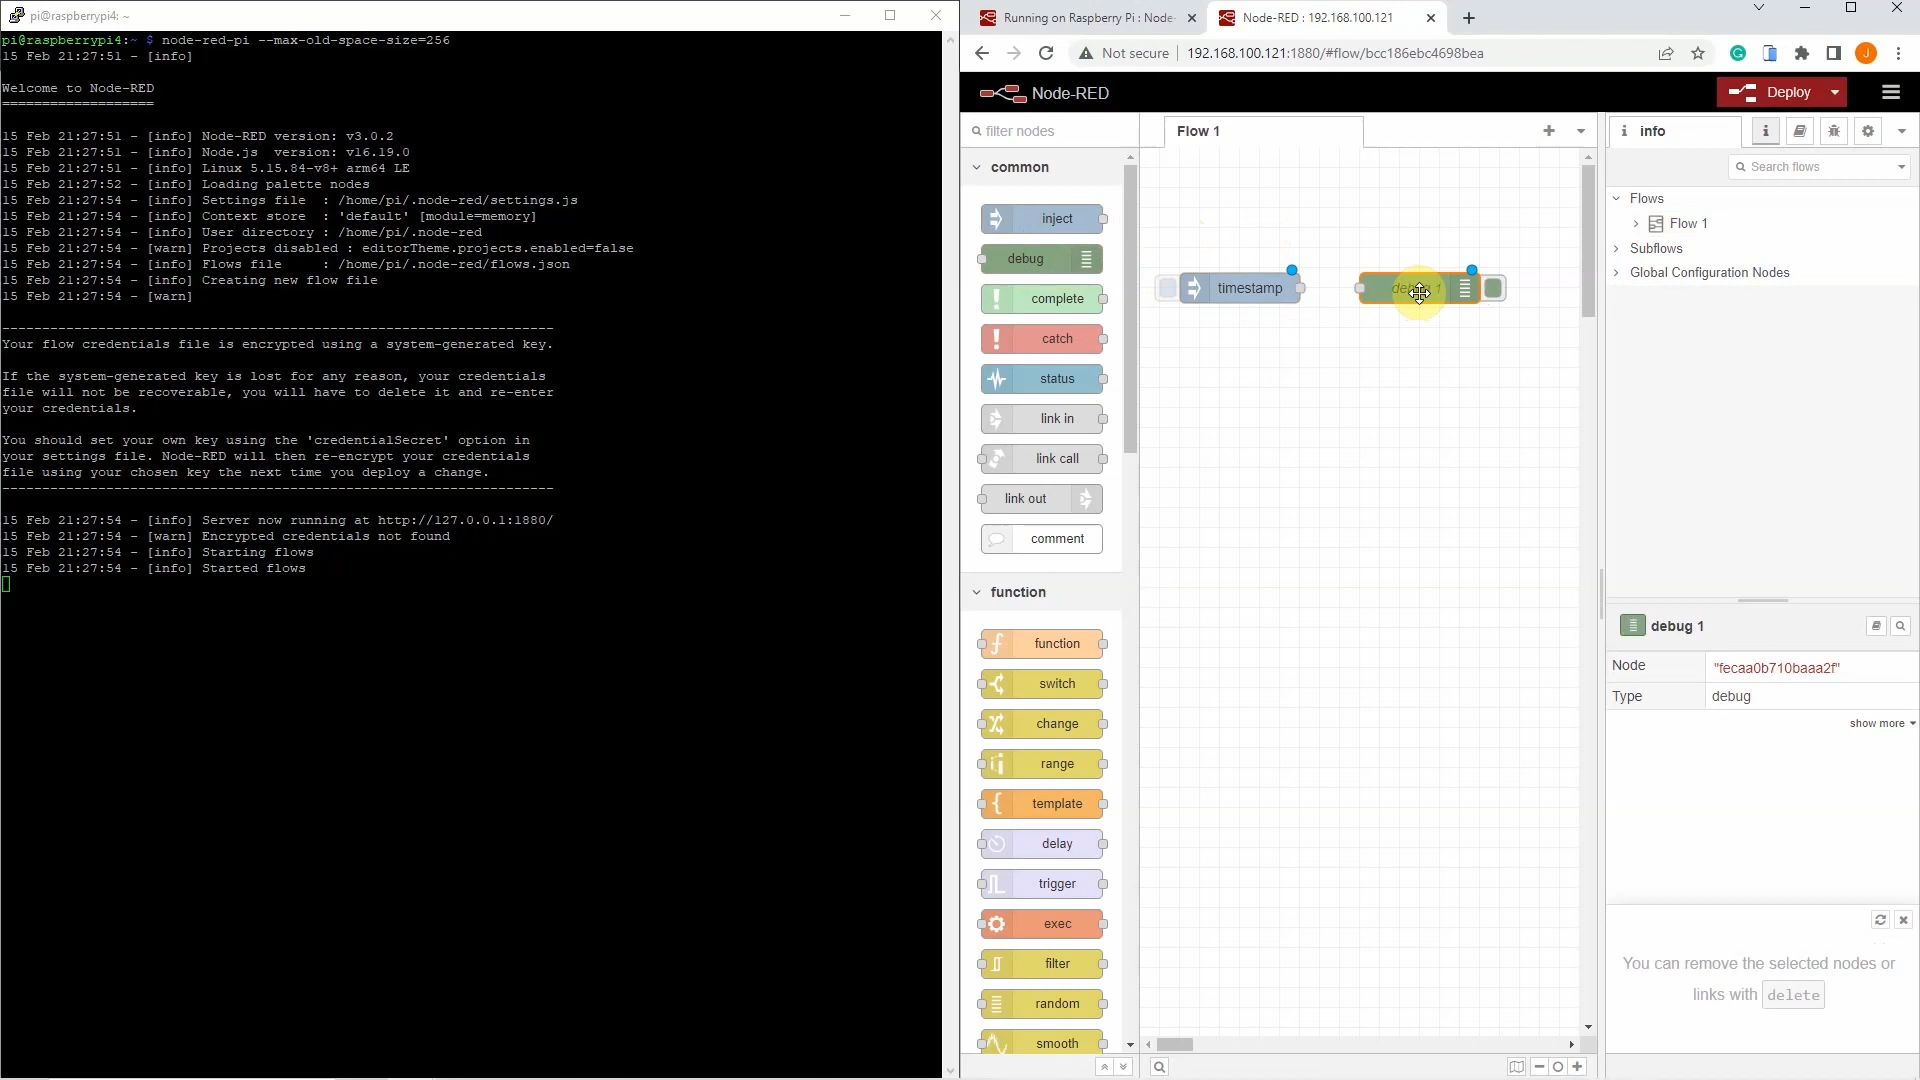 pi@raspberrypi4: ~
pi@raspberrypi4:~ $ node-red-pi --max-old-space-size=256
15 Feb 21:27:51 - [info]
Welcome to Node-RED
===================
15 Feb 21:27:51 - [info] Node-RED version: v3.0.2
15 Feb 21:27:51 - [info] Node.js  version: v16.19.0
15 Feb 21:27:51 - [info] Linux 5.15.84-v8+ arm64 LE
15 Feb 21:27:52 - [info] Loading palette nodes
15 Feb 21:27:54 - [info] Settings file  : /home/pi/.node-red/settings.js
15 Feb 21:27:54 - [info] Context store  : 'default' [module=memory]
15 Feb 21:27:54 - [info] User directory : /home/pi/.node-red
15 Feb 21:27:54 - [warn] Projects disabled : editorTheme.projects.enabled=false
15 Feb 21:27:54 - [info] Flows file     : /home/pi/.node-red/flows.json
15 Feb 21:27:54 - [info] Creating new flow file
15 Feb 21:27:54 - [warn]
---------------------------------------------------------------------
Your flow credentials file is encrypted using a system-generated key.
If the system-generated key is lost for any reason, your credentials
file will not be recoverable, you will have to delete it and re-enter
your credentials.
You should set your own key using the 'credentialSecret' option in
your settings file. Node-RED will then re-encrypt your credentials
file using your chosen key the next time you deploy a change.
---------------------------------------------------------------------
15 Feb 21:27:54 - [info] Server now running at http://127.0.0.1:1880/
15 Feb 21:27:54 - [warn] Encrypted credentials not found
15 Feb 21:27:54 - [info] Starting flows
15 Feb 21:27:54 - [info] Started flows
Running on Raspberry Pi : Node-
Node-RED : 192.168.100.121
Not secure
192.168.100.121:1880/#flow/bcc186ebc4698bea
G
J
Node-RED
Deploy
filter nodes
Flow 1
info
common
Search flows
inject
Flows
Flow 1
debug
Subflows
Global Configuration Nodes
timestamp
debug 1
complete
catch
status
link in
link call
link out
comment
function
function
debug 1
Node
"fecaa0b710baaa2f"
switch
Type
debug
change
show more
range
template
delay
trigger
exec
filter
You can remove the selected nodes or
links with delete
random
smooth